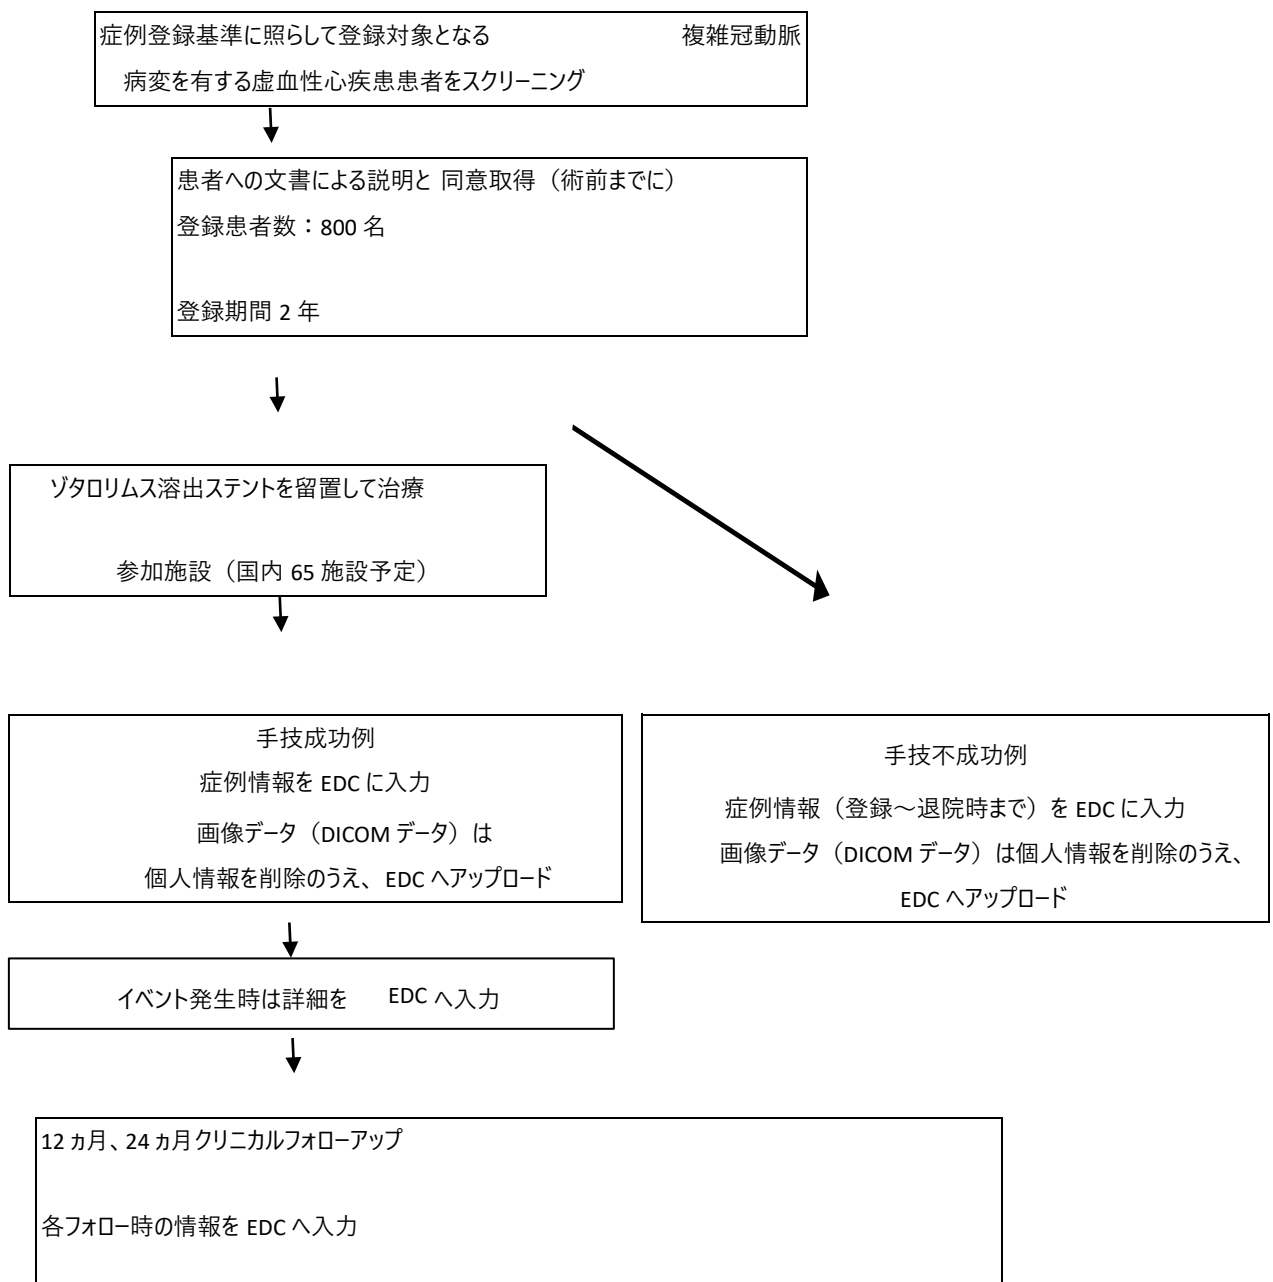 症例登録基準に照らして登録対象となる 複雑冠動脈
病変を有する虚血性心疾患患者をスクリーニング
患者への文書による説明と 同意取得（術前までに）
登録患者数：800 名
登録期間 2 年
ゾタロリムス溶出ステントを留置して治療
参加施設（国内 65 施設予定）
手技成功例
症例情報を EDC に入力
画像データ（DICOM データ）は
個人情報を削除のうえ、EDC へアップロード
手技不成功例
症例情報（登録～退院時まで）を EDC に入力
画像データ（DICOM データ）は個人情報を削除のうえ、
EDC へアップロード
イベント発生時は詳細を EDC へ入力
12 ヵ月、24 ヵ月クリニカルフォローアップ
各フォロー時の情報を EDC へ入力